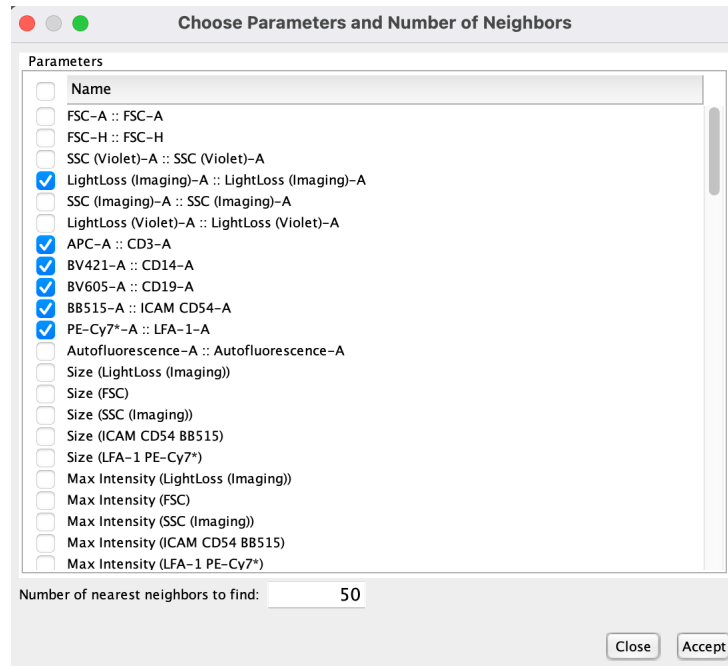 Choose Parameters and Number of Neighbors
Parameters
Name
FSC-A :: FSC-A
FSC-H :: FSC-H
SSC (Violet)-A :: SSC (Violet)-A
LightLoss (Imaging)-A :: LightLoss (Imaging)-A
SSC (Imaging)-A :: SSC (Imaging)-A
LightLoss (Violet)-A :: LightLoss (Violet)-A
APC-A :: CD3-A
BV421-A :: CD14-A
BV605-A :: CD19-A
BB515-A :: ICAM CD54-A
PE-Cy7*-A :: LFA-1-A
Autofluorescence-A :: Autofluorescence-A
Size (LightLoss (Imaging))
Size (FSC)
Size (SSC (Imaging))
Size (ICAM CD54 BB515)
Size (LFA-1 PE-Cy7*)
Max Intensity (LightLoss (Imaging))
Max Intensity (FSC)
Max Intensity (SSC (Imaging))
Max Intensity (ICAM CD54 BB515)
Max Intensity (LFA-1 PE-Cy7*)
Number of nearest neighbors to find: 50
Close Accept